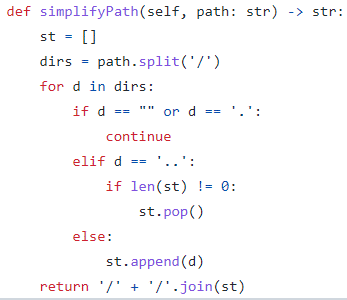 def simplifyPath(self, path: str) -> str:
    st = []
    dirs = path.split('/')
    for d in dirs:
        if d == "" or d == '.':
            continue
        elif d == '..':
            if len(st) != 0:
                st.pop()
        else:
            st.append(d)
    return '/' + '/'.join(st)